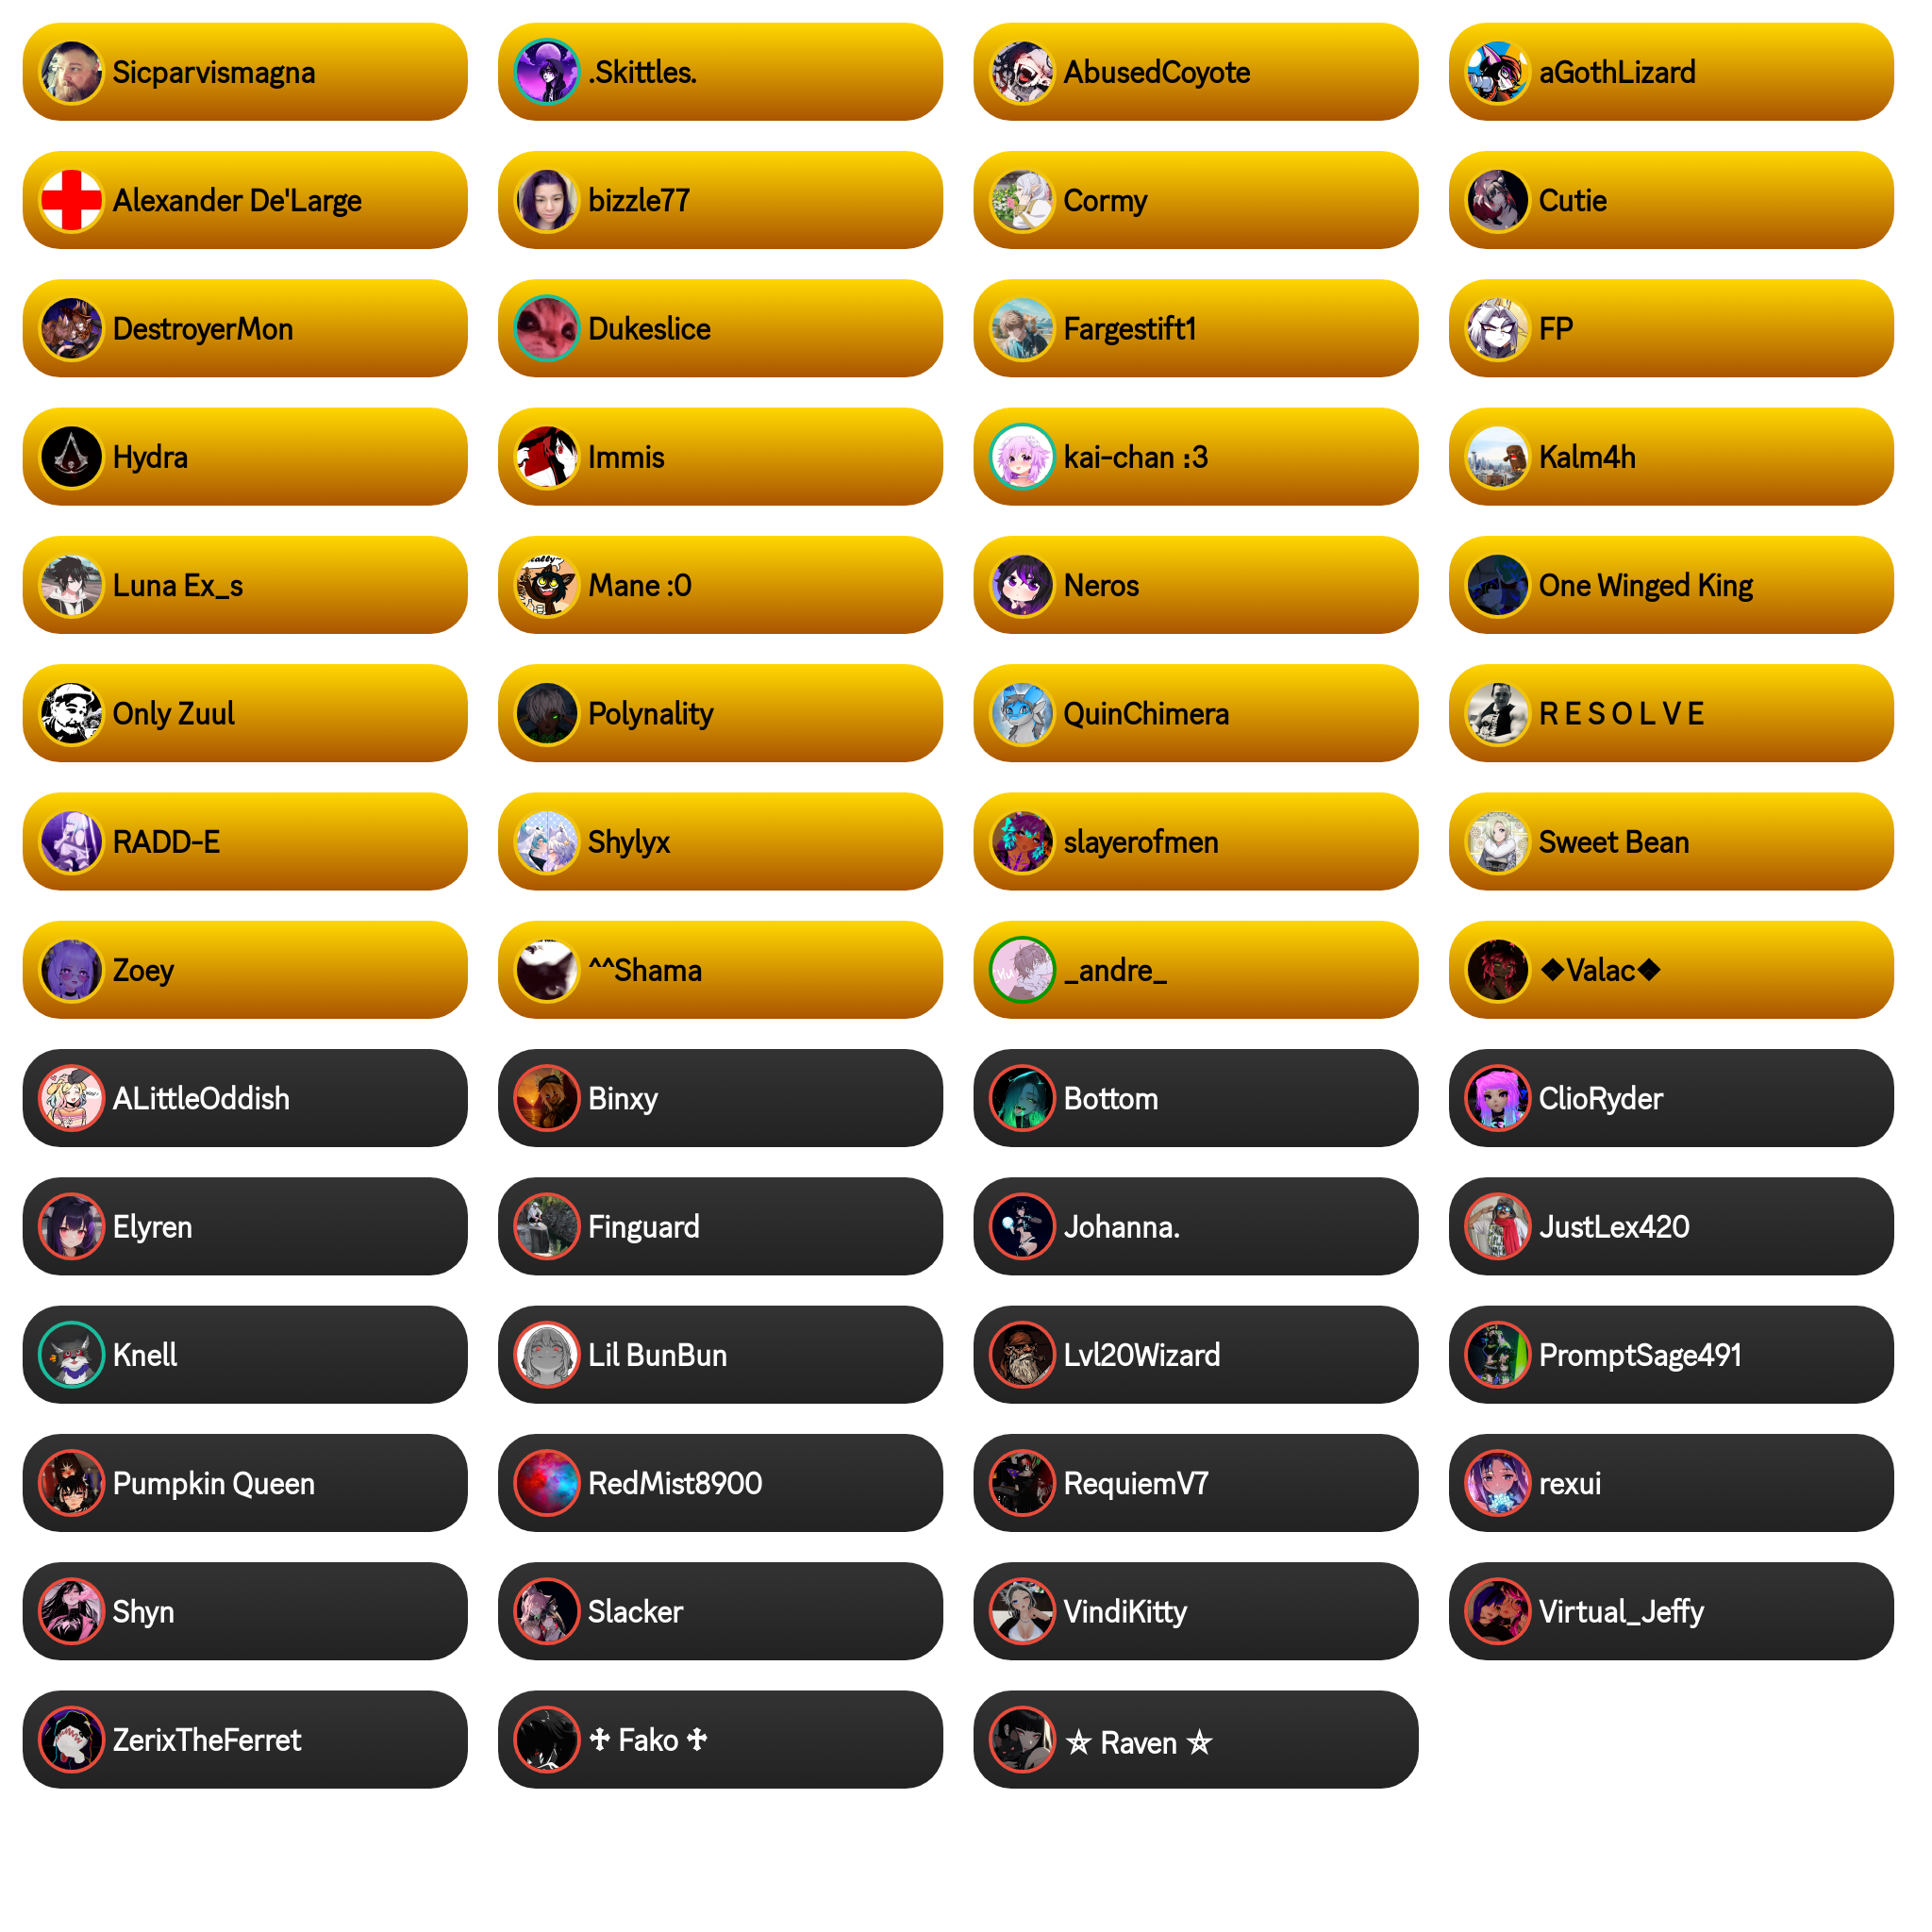 Sicparvismagna
.Skittles.
AbusedCoyote
aGothLizard
Alexander De'Large
bizzle77
Cormy
Cutie
DestroyerMon
Dukeslice
Fargestift1
FP
Hydra
Immis
kai-chan :3
Kalm4h
Luna Ex_s
Mane :0
Neros
One Winged King
Only Zuul
Polynality
QuinChimera
R E S O L V E
RADD-E
Shylyx
slayerofmen
Sweet Bean
Zoey
^^Shama
_andre_
❖Valac❖
ALittleOddish
Binxy
Bottom
ClioRyder
Elyren
Finguard
Johanna.
JustLex420
Knell
Lil BunBun
Lvl20Wizard
PromptSage491
Pumpkin Queen
RedMist8900
RequiemV7
rexui
Shyn
Slacker
VindiKitty
Virtual_Jeffy
ZerixTheFerret
♱ Fako ♱
⛧ Raven ⛧